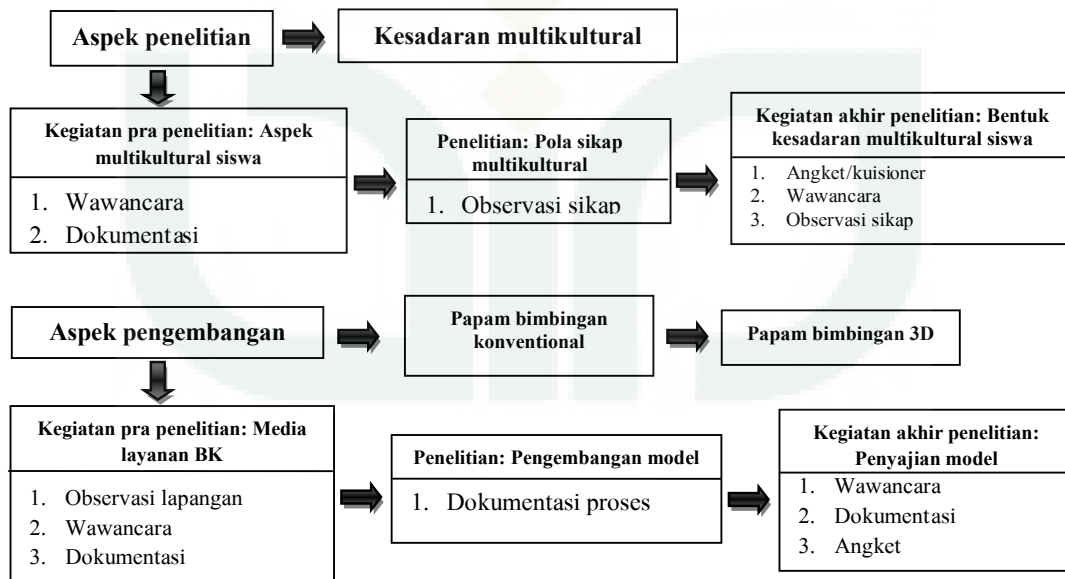 Aspek penelitian
Kesadaran multikultural
Kegiatan pra penelitian: Aspek
multikultural siswa
1. Wawancara
2. Dokumentasi
Penelitian: Pola sikap
multikultural
1. Observasi sikap
Kegiatan akhir penelitian: Bentuk
kesadaran multikultural siswa
1. Angket/kuisioner
2. Wawancara
3. Observasi sikap
Aspek pengembangan
Papam bimbingan
konventional
Papam bimbingan 3D
Kegiatan pra penelitian: Media
layanan BK
1. Observasi lapangan
2. Wawancara
3. Dokumentasi
Penelitian: Pengembangan model
1. Dokumentasi proses
Kegiatan akhir penelitian:
Penyajian model
1. Wawancara
2. Dokumentasi
3. Angket